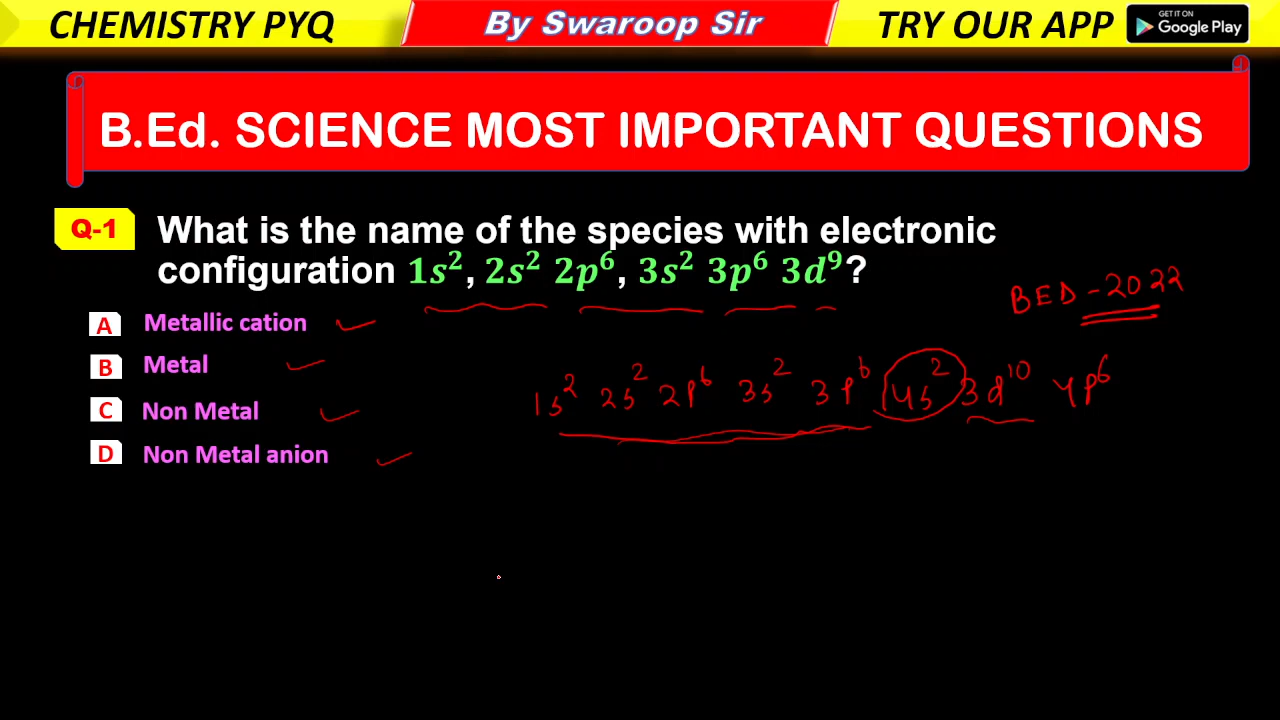 CHEMISTRY PYQ
By Swaroop Sir
TRY OUR APP
GET IT ON
Google Play
B.Ed. SCIENCE MOST IMPORTANT QUESTIONS
Q-1
What is the name of the species with electronic
configuration 1s², 2s² 2p⁶, 3s² 3p⁶ 3d⁹?
BED - 2022
A Metallic cation
B Metal
C Non Metal
D Non Metal anion
1s² 2s² 2p⁶ 3s² 3p⁶ 4s² 3d¹⁰ 4p⁶